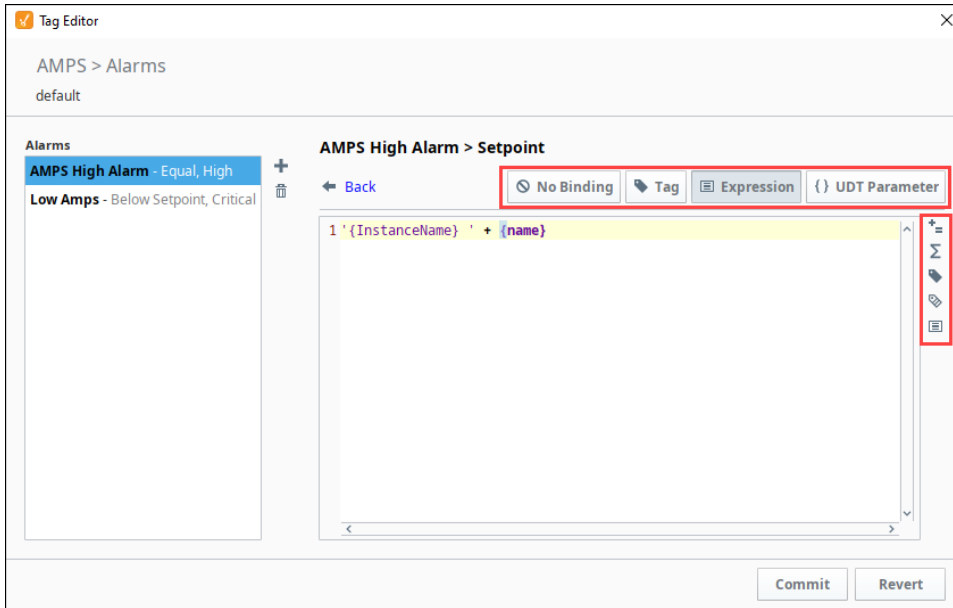 Tag Editor
AMPS > Alarms
default
Alarms
AMPS High Alarm - Equal, High
Low Amps - Below Setpoint, Critical
AMPS High Alarm > Setpoint
Back
No Binding
Tag
Expression
{ } UDT Parameter
1 '{InstanceName} ' + {name}
Commit
Revert